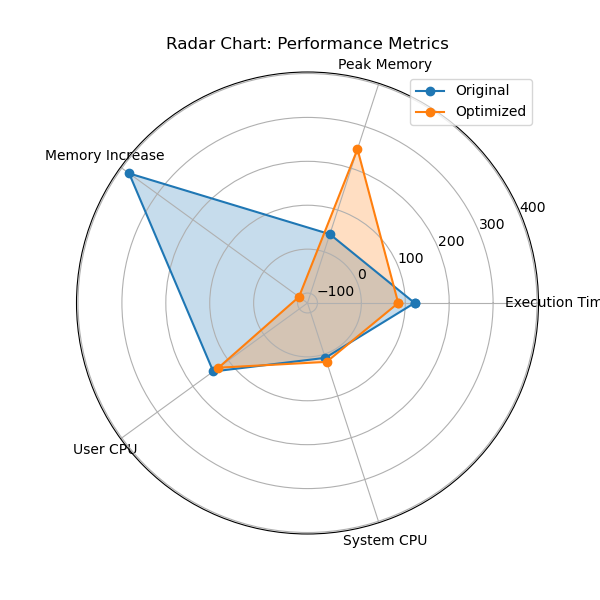 Radar Chart: Performance Metrics
Peak Memory
Original
Optimized
Memory Increase
400
300
200
100
0
−100
Execution Tim
User CPU
System CPU